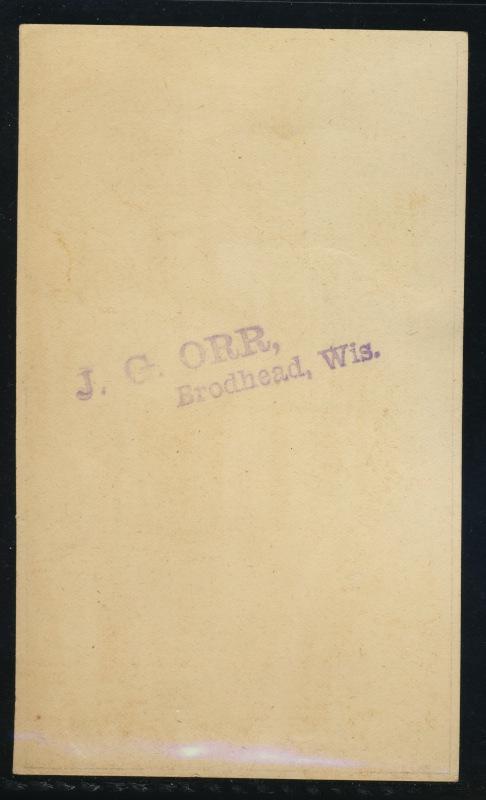 J. G. ORR,
Brodhead, Wis.